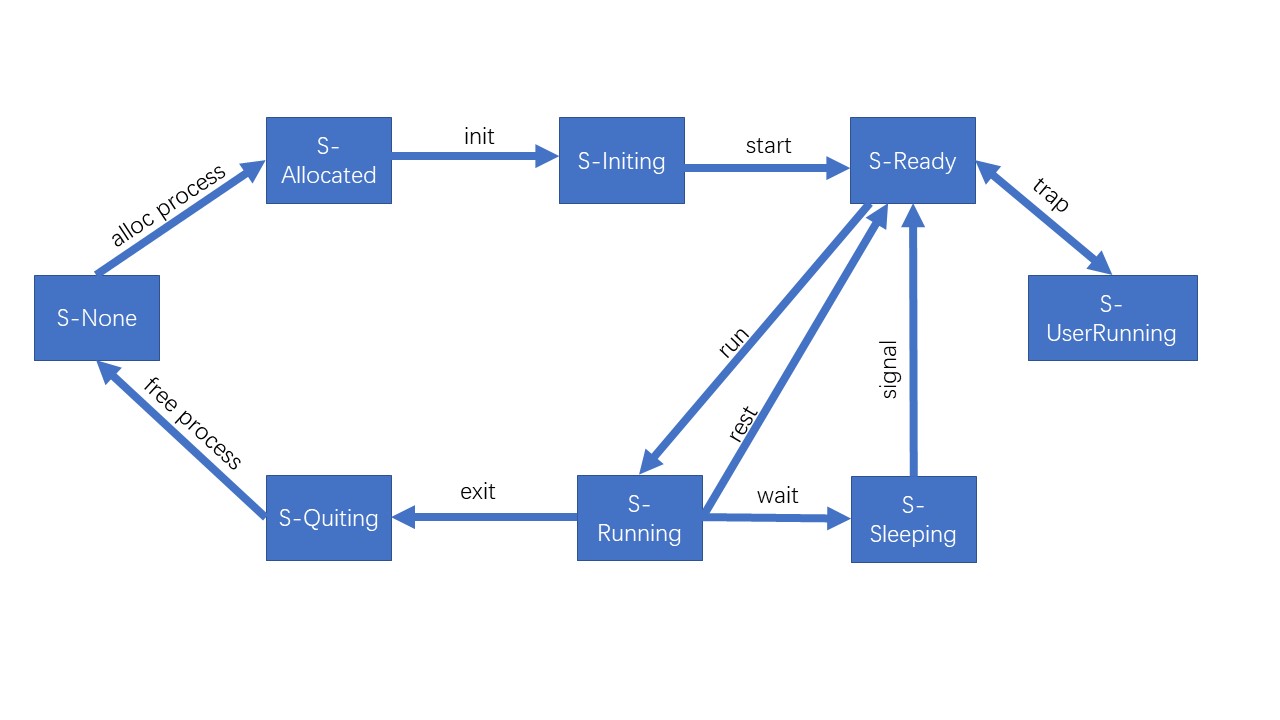 S-
Allocated
init
S-Initing
start
S-Ready
alloc process
trap
S-None
S-
UserRunning
run
signal
free process
rest
S-Quiting
exit
S-
Running
wait
S-
Sleeping